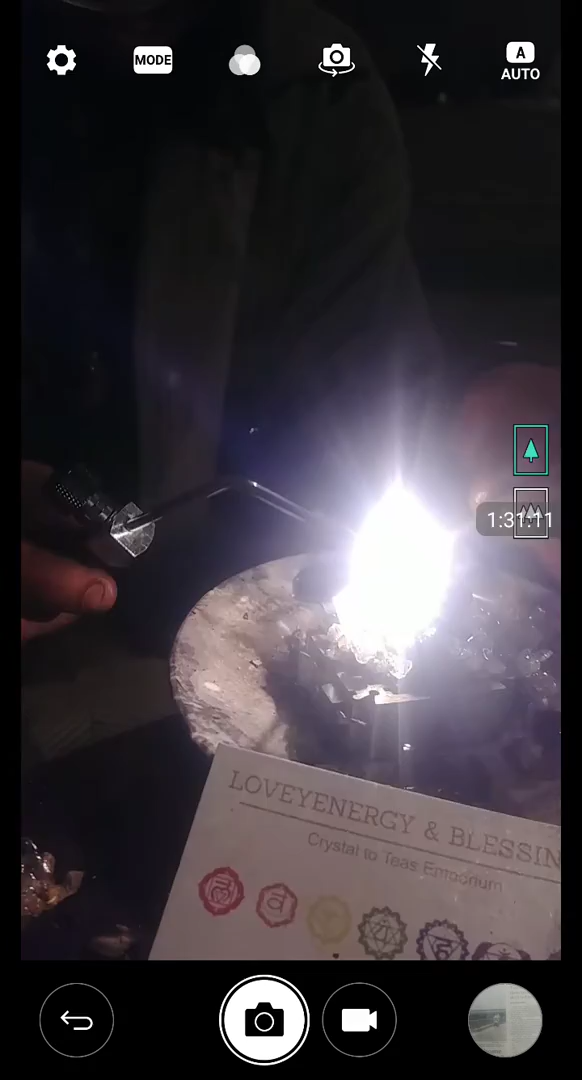 MODE
A
AUTO
1:31:11
LOVEYENERGY & BLESSIN
Crystal to Teas Emporium